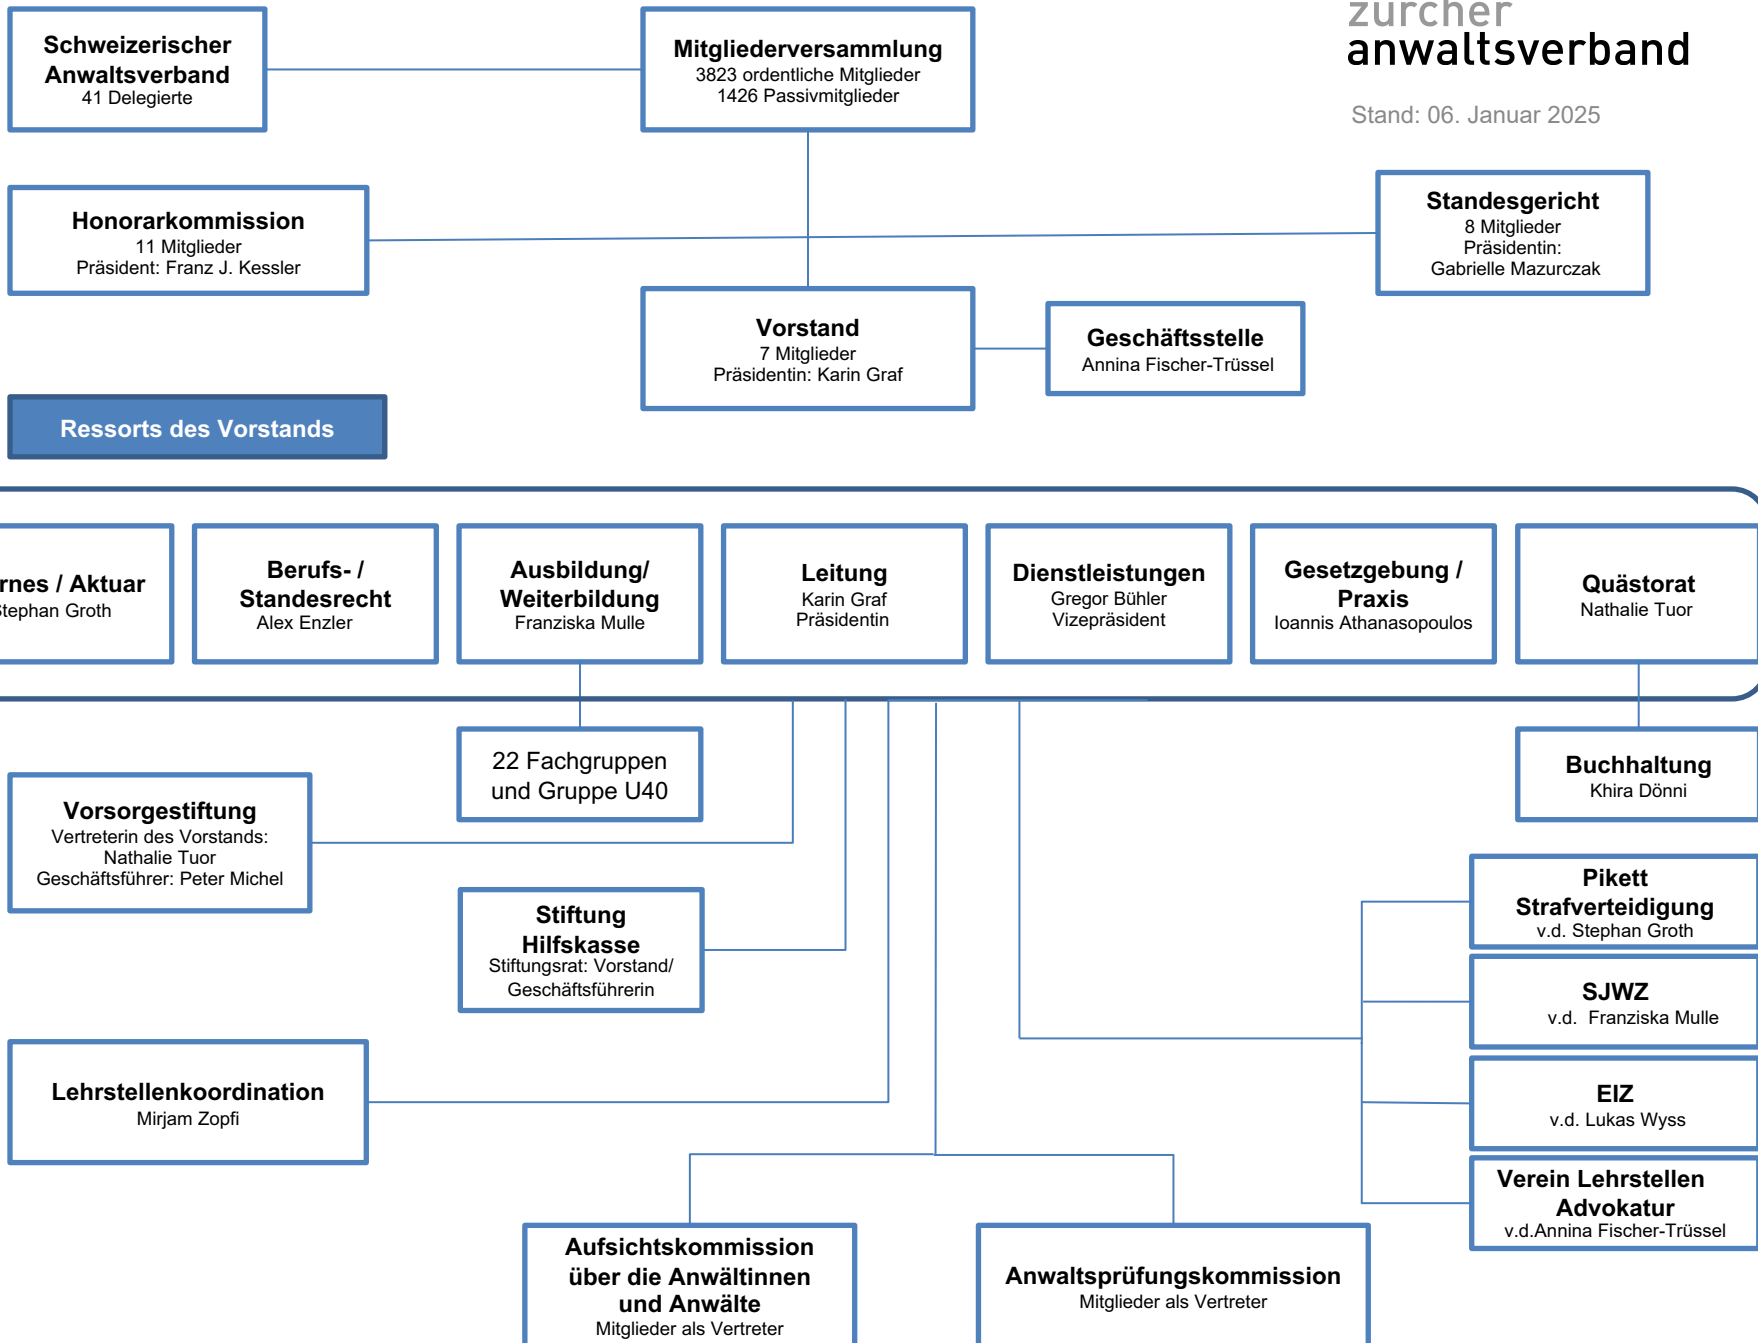 zürcher
anwaltsverband
Stand: 06. Januar 2025
Schweizerischer
Anwaltsverband
41 Delegierte
Mitgliederversammlung
3823 ordentliche Mitglieder
1426 Passivmitglieder
Honorarkommission
11 Mitglieder
Präsident: Franz J. Kessler
Standesgericht
8 Mitglieder
Präsidentin:
Gabrielle Mazurczak
Vorstand
7 Mitglieder
Präsidentin: Karin Graf
Geschäftsstelle
Annina Fischer-Trüssel
Ressorts des Vorstands
rnes / Aktuar
Stephan Groth
Berufs- /
Standesrecht
Alex Enzler
Ausbildung/
Weiterbildung
Franziska Mulle
Leitung
Karin Graf
Präsidentin
Dienstleistungen
Gregor Bühler
Vizepräsident
Gesetzgebung /
Praxis
Ioannis Athanasopoulos
Quästorat
Nathalie Tuor
22 Fachgruppen
und Gruppe U40
Buchhaltung
Khira Dönni
Vorsorgestiftung
Vertreterin des Vorstands:
Nathalie Tuor
Geschäftsführer: Peter Michel
Stiftung
Hilfskasse
Stiftungsrat: Vorstand/
Geschäftsführerin
Lehrstellenkoordination
Mirjam Zopfi
Pikett
Strafverteidigung
v.d. Stephan Groth
SJWZ
v.d. Franziska Mulle
EIZ
v.d. Lukas Wyss
Verein Lehrstellen
Advokatur
v.d.Annina Fischer-Trüssel
Aufsichtskommission
über die Anwältinnen
und Anwälte
Mitglieder als Vertreter
Anwaltsprüfungskommission
Mitglieder als Vertreter